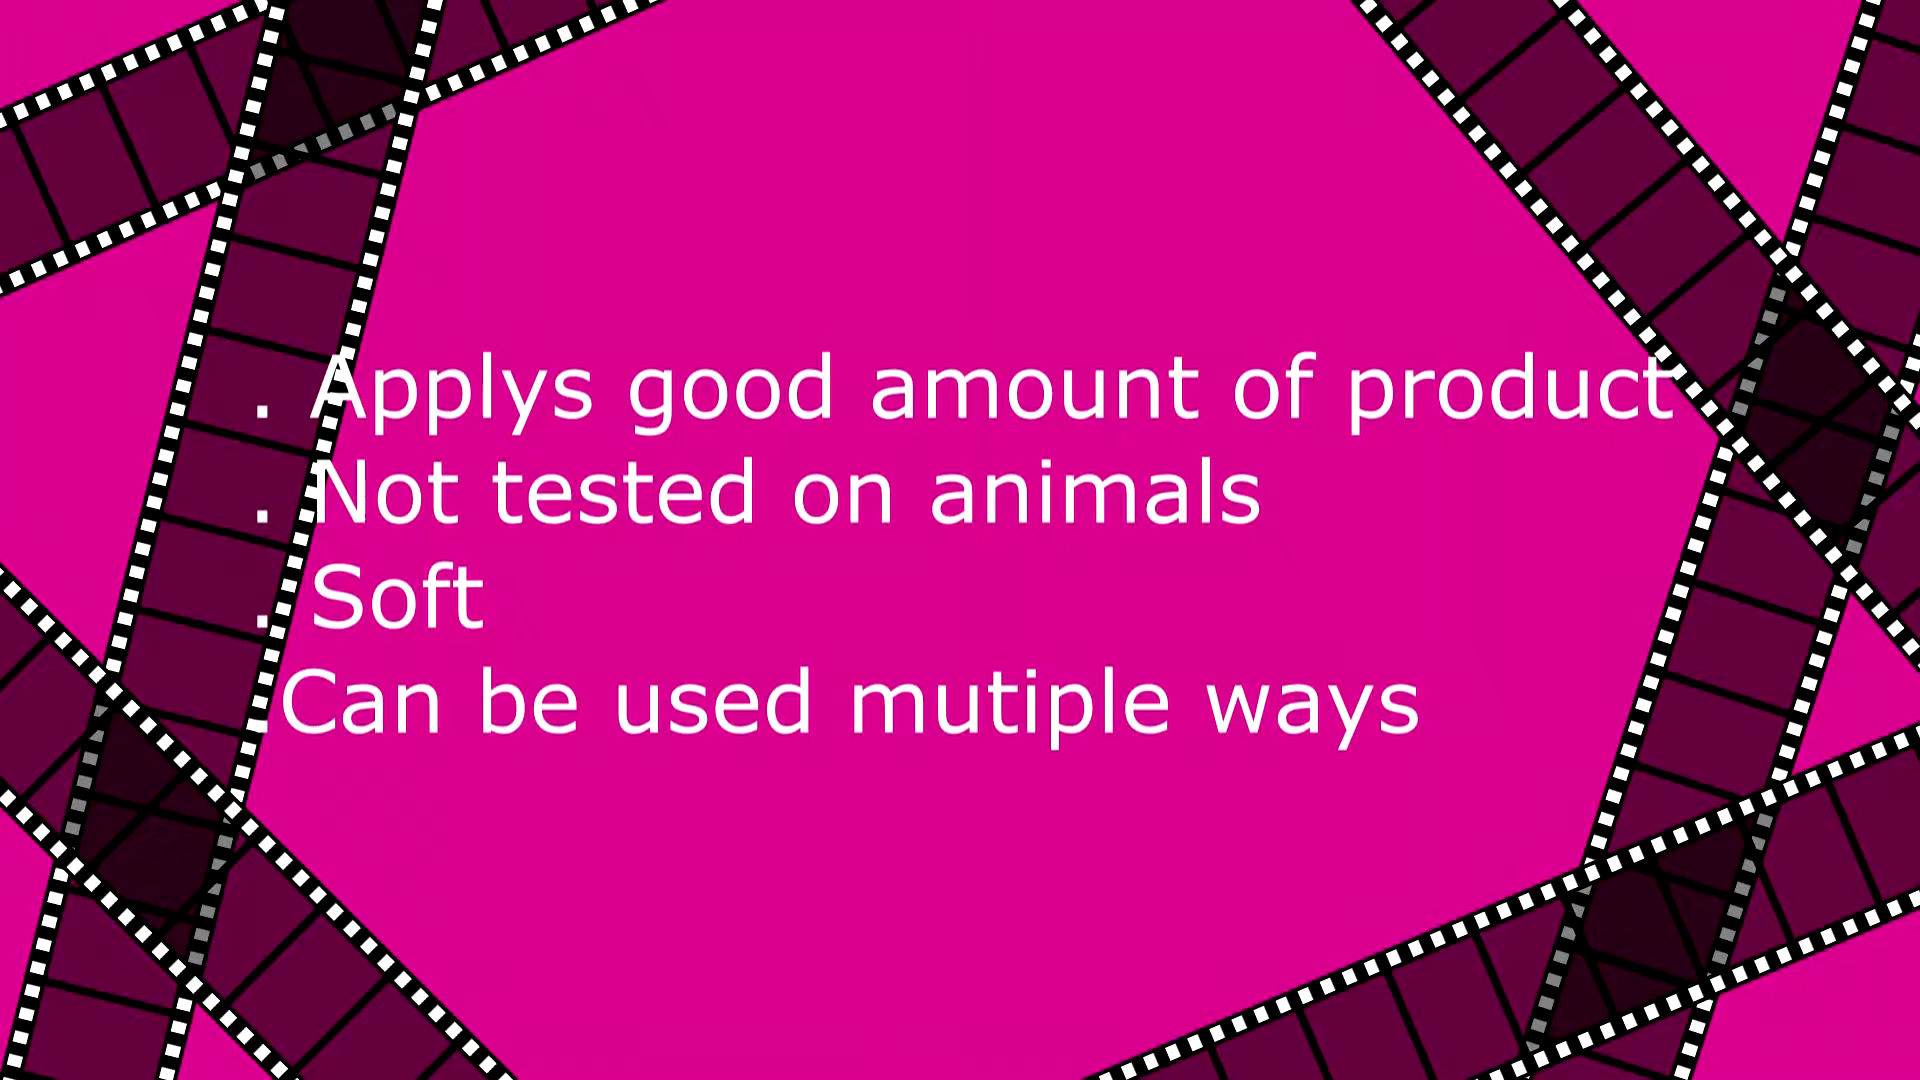 . Applys good amount of product
. Not tested on animals
. Soft
.Can be used mutiple ways